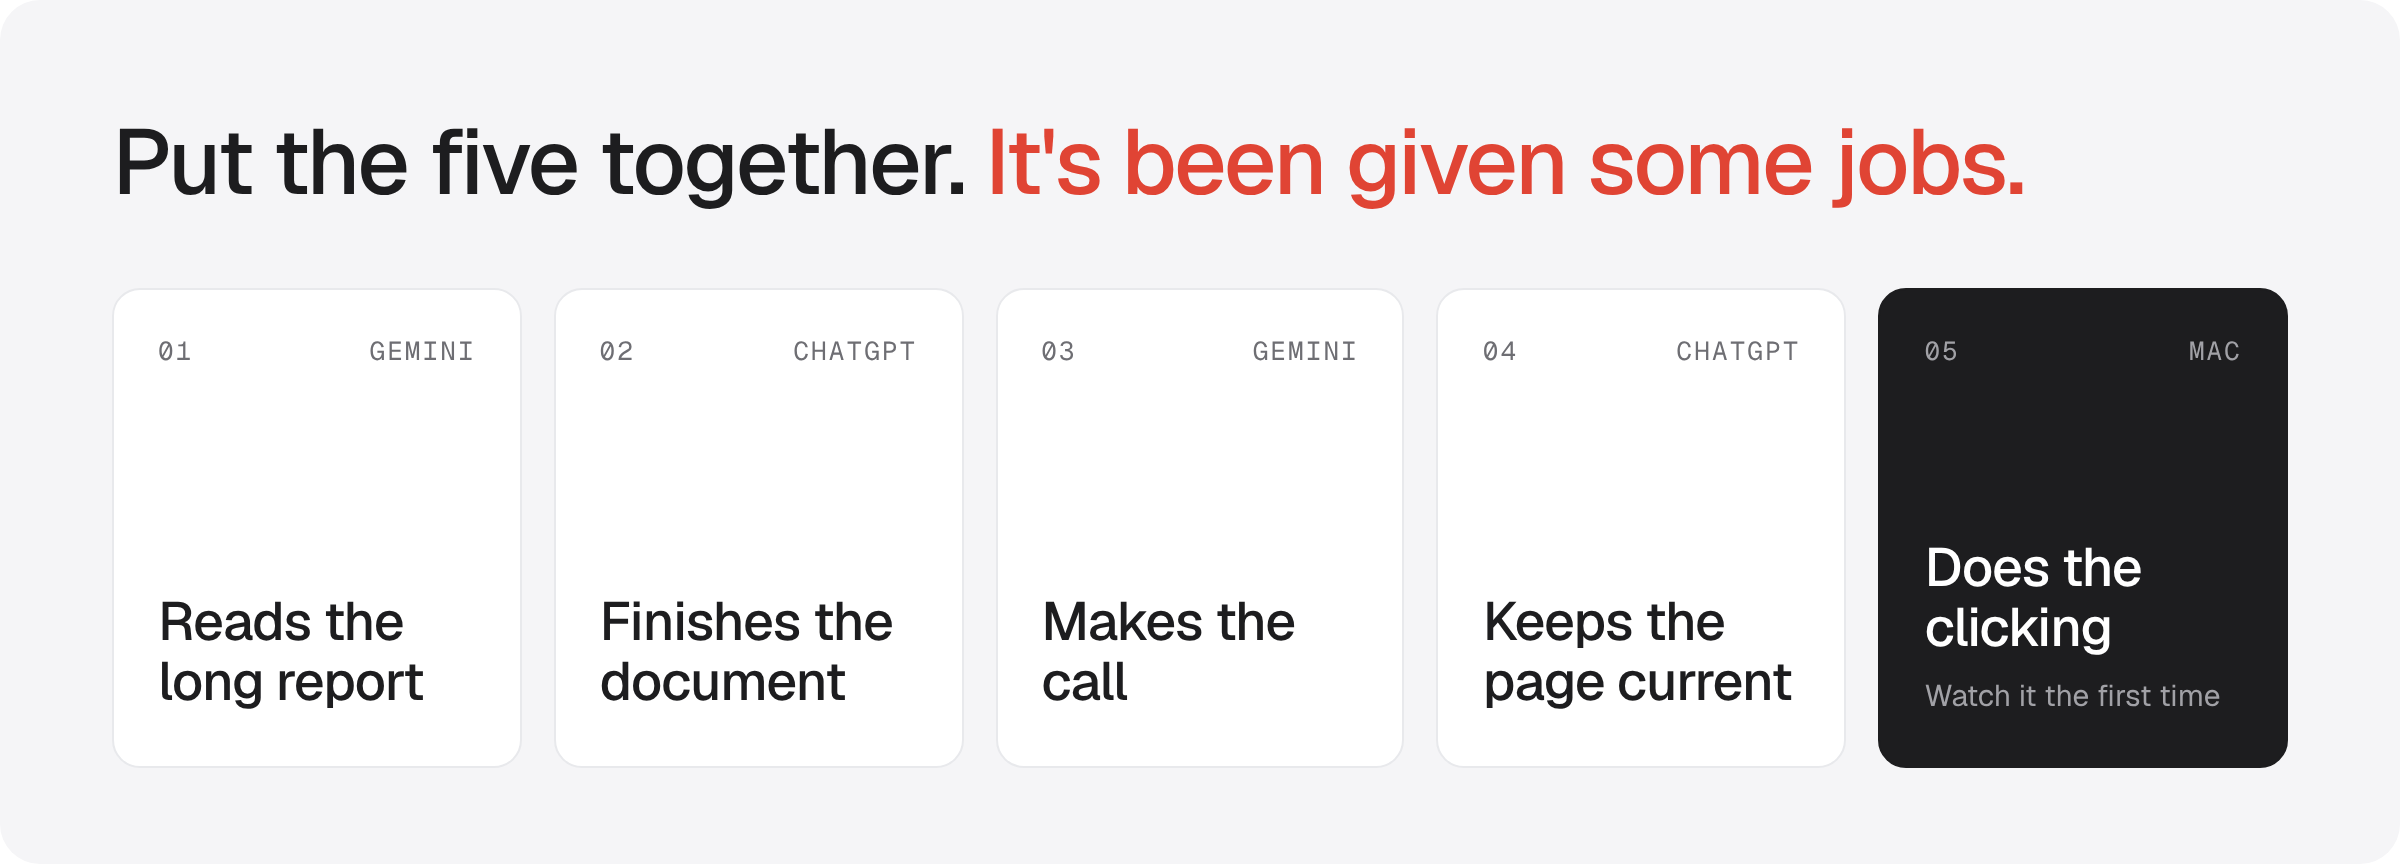 Put the five together. It's been given some jobs.
01 GEMINI
Reads the
long report
02 CHATGPT
Finishes the
document
03 GEMINI
Makes the
call
04 CHATGPT
Keeps the
page current
05 MAC
Does the
clicking
Watch it the first time